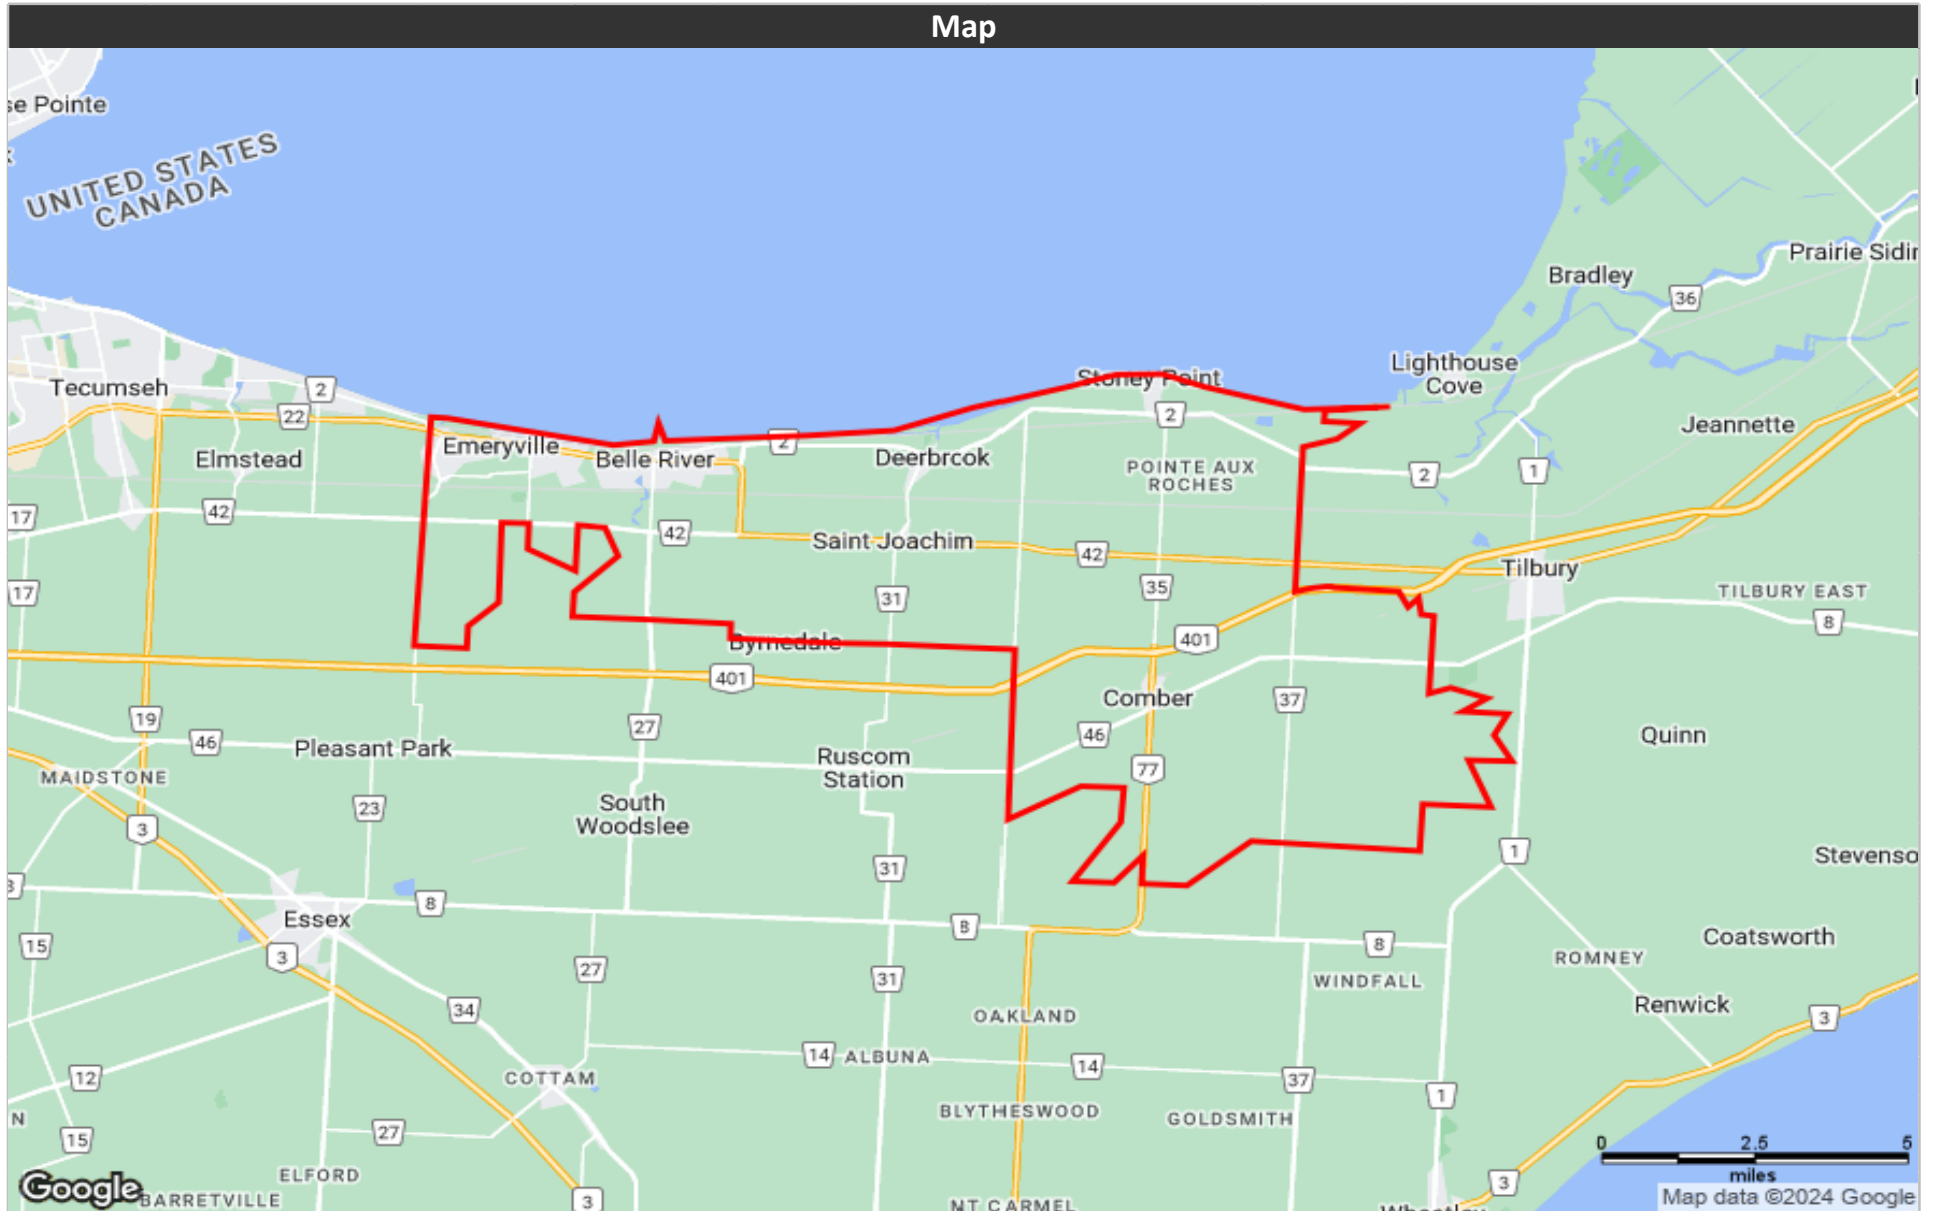 Map
se Pointe
UNITED STATES
CANADA
Prairie Sidin
Bradley
36
Lighthouse
Cove
Stoney Point
Tecumseh
2
22
2
Jeannette
Emeryville
2
Elmstead
Belle River
Deerbrook
POINTE AUX
ROCHES
2
1
17
42
42
Saint Joachim
42
Tilbury
17
31
35
TILBURY EAST
8
Byrnedale
401
401
Comber
37
19
27
46
Quinn
46
Pleasant Park
Ruscom
Station
77
MAIDSTONE
23
South
Woodslee
3
1
Stevenso
31
3
8
Essex
8
15
3
8
Coatsworth
27
31
WINDFALL
ROMNEY
34
OAKLAND
Renwick
3
14
ALBUNA
14
12
COTTAM
37
1
BLYTHESWOOD
GOLDSMITH
N
15
27
0
2.5
5
miles
ELFORD
3
3
Google
BARRETVILLE
MT CARMEL
Wheatley
Map data ©2024 Google